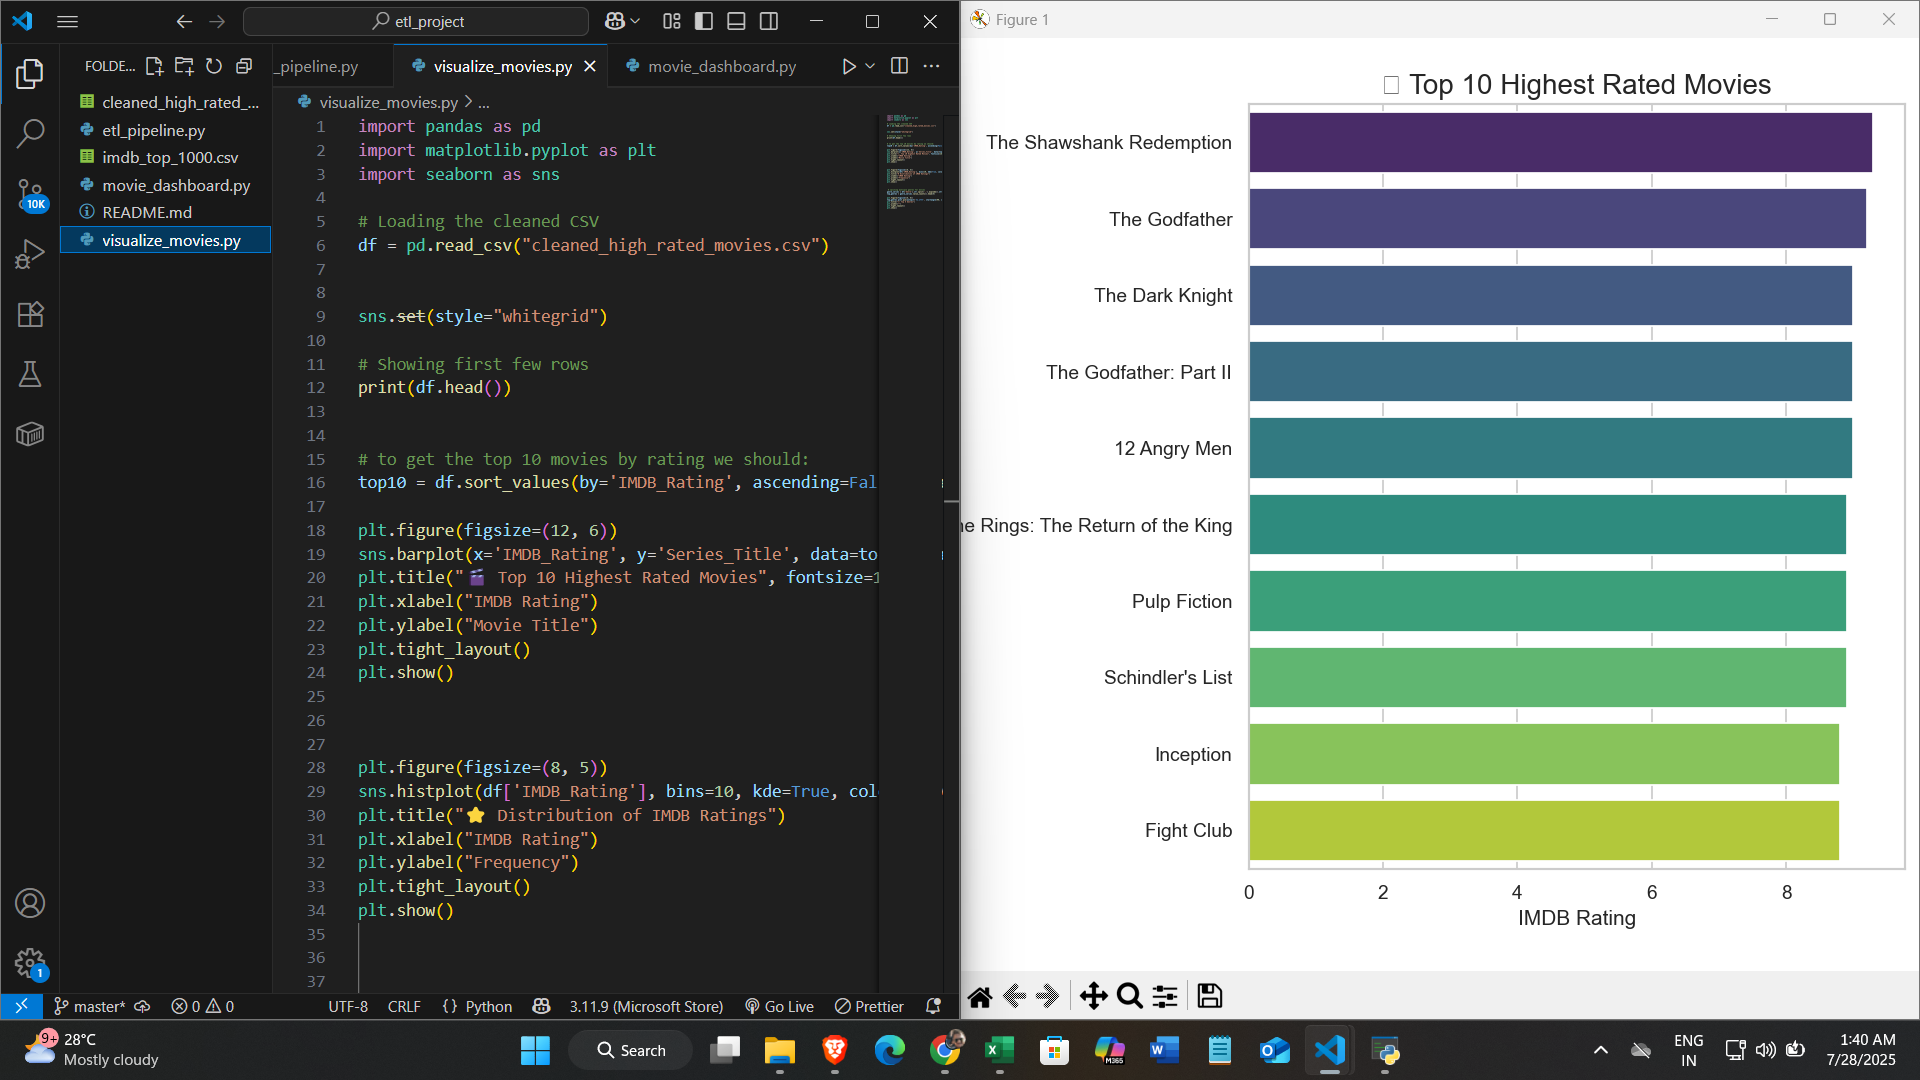 etl_project
FOLDE...
cleaned_high_rated_...
etl_pipeline.py
imdb_top_1000.csv
movie_dashboard.py
README.md
visualize_movies.py
10K
1
_pipeline.py
visualize_movies.py
movie_dashboard.py
visualize_movies.py > ...
1 import pandas as pd
2 import matplotlib.pyplot as plt
3 import seaborn as sns
4
5 # Loading the cleaned CSV
6 df = pd.read_csv("cleaned_high_rated_movies.csv")
7
8
9 sns.set(style="whitegrid")
10
11 # Showing first few rows
12 print(df.head())
13
14
15 # to get the top 10 movies by rating we should:
16 top10 = df.sort_values(by='IMDB_Rating', ascending=Fal
17
18 plt.figure(figsize=(12, 6))
19 sns.barplot(x='IMDB_Rating', y='Series_Title', data=to
20 plt.title("🎬 Top 10 Highest Rated Movies", fontsize=1
21 plt.xlabel("IMDB Rating")
22 plt.ylabel("Movie Title")
23 plt.tight_layout()
24 plt.show()
25
26
27
28 plt.figure(figsize=(8, 5))
29 sns.histplot(df['IMDB_Rating'], bins=10, kde=True, col
30 plt.title("⭐ Distribution of IMDB Ratings")
31 plt.xlabel("IMDB Rating")
32 plt.ylabel("Frequency")
33 plt.tight_layout()
34 plt.show()
35
36
37
master* 0 0 UTF-8 CRLF {} Python 3.11.9 (Microsoft Store) Go Live Prettier
Figure 1
▯ Top 10 Highest Rated Movies
The Shawshank Redemption
The Godfather
The Dark Knight
The Godfather: Part II
12 Angry Men
he Rings: The Return of the King
Pulp Fiction
Schindler's List
Inception
Fight Club
0 2 4 6 8
IMDB Rating
9+
28°C
Mostly cloudy
Search
M365
ENG
IN
1:40 AM
7/28/2025